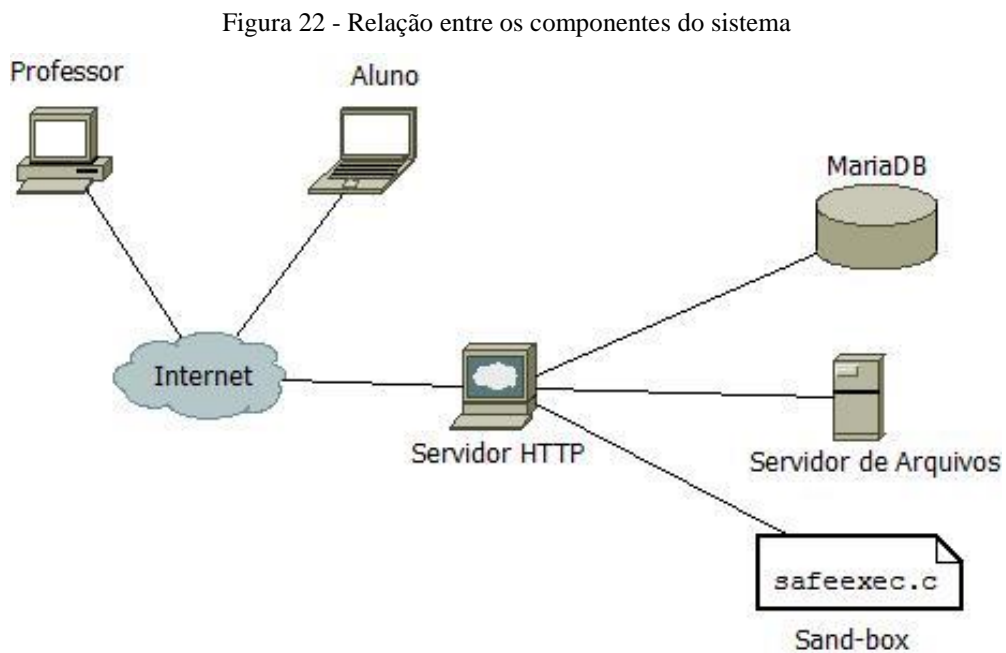 Figura 22 - Relação entre os componentes do sistema
Professor
Aluno
MariaDB
Internet
Servidor HTTP
Servidor de Arquivos
safeexec.c
Sand-box